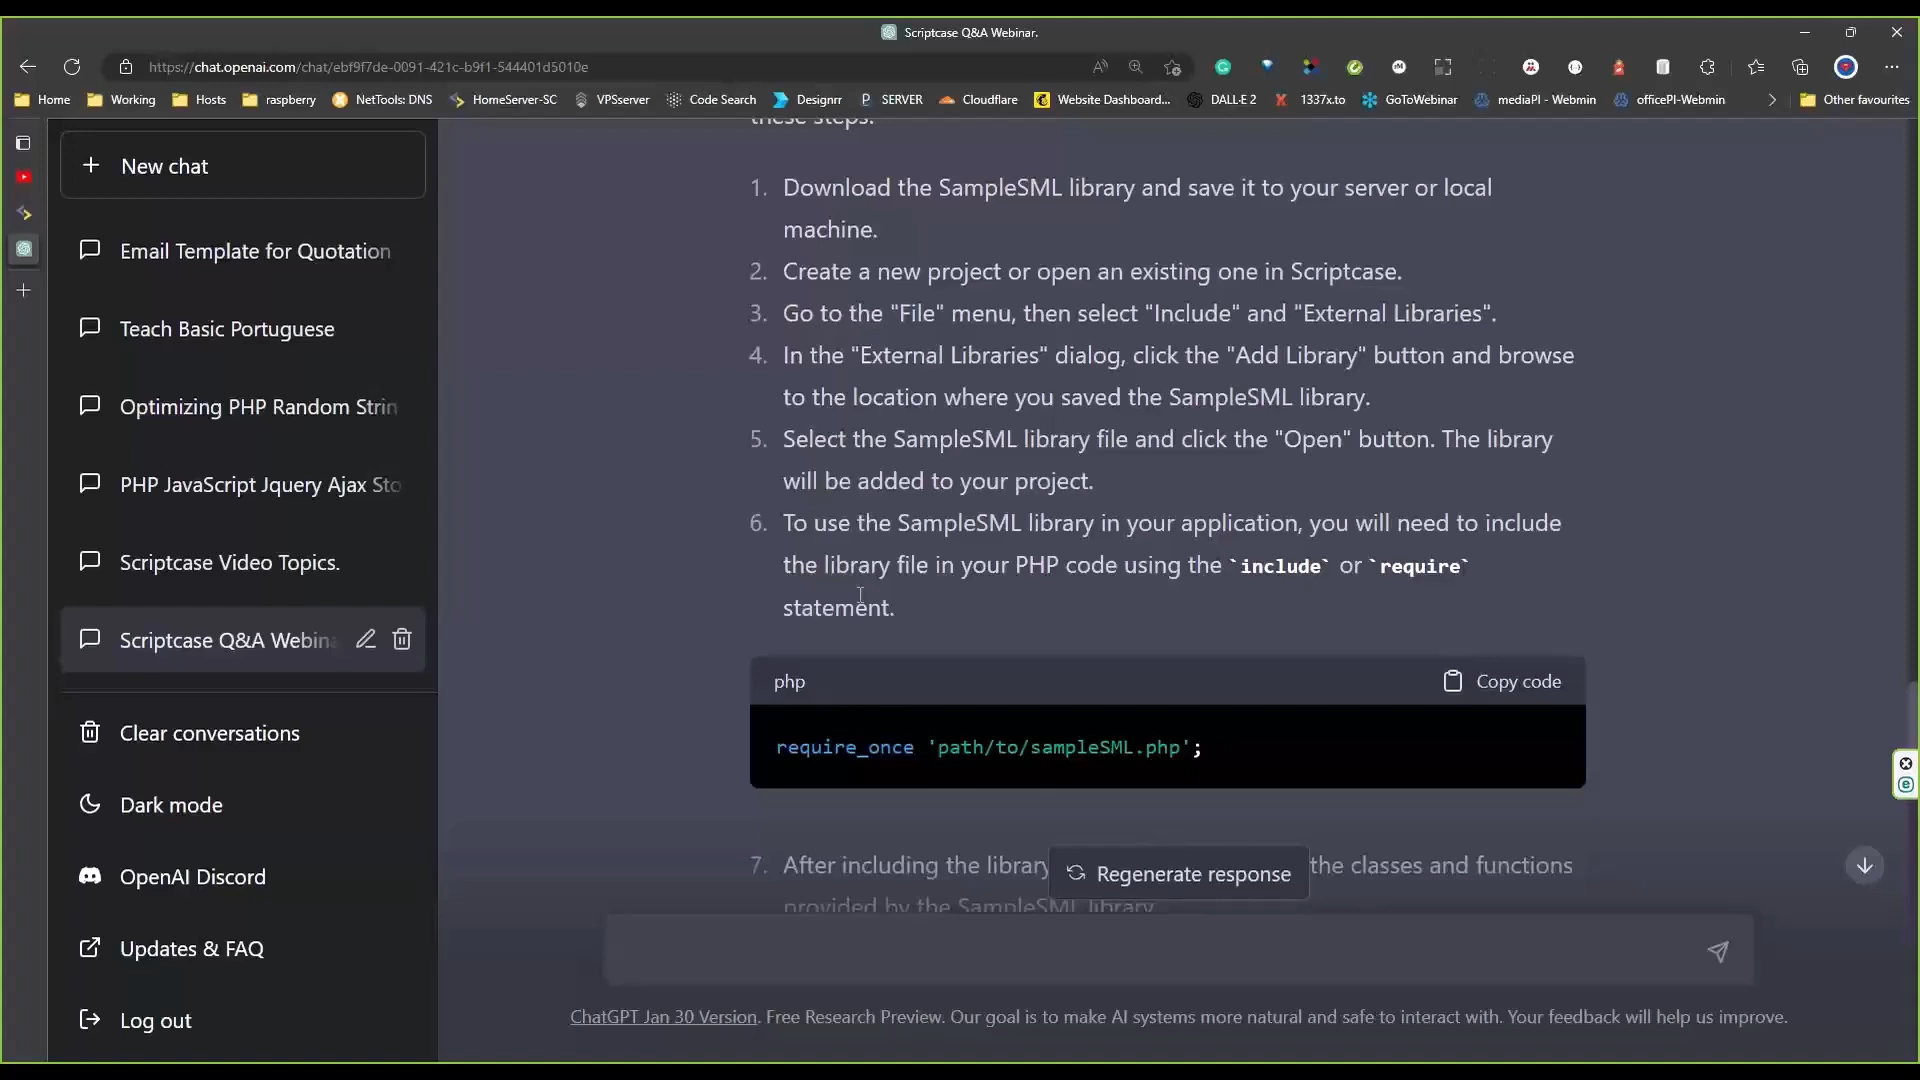 Scriptcase Q&A Webinar.
https://chat.openai.com/chat/ebf9f7de-0091-421c-b9f1-544401d5010e
Home Working Hosts raspberry NetTools: DNS HomeServer-SC VPSserver Code Search Designrr SERVER Cloudflare Website Dashboard... DALL·E 2 1337x.to GoToWebinar mediaPI - Webmin officePI-Webmin Other favourites
New chat
Email Template for Quotation
Teach Basic Portuguese
Optimizing PHP Random Strin
PHP JavaScript Jquery Ajax Sto
Scriptcase Video Topics.
Scriptcase Q&A Webina
Clear conversations
Dark mode
OpenAI Discord
Updates & FAQ
Log out
these steps:
1. Download the SampleSML library and save it to your server or local
machine.
2. Create a new project or open an existing one in Scriptcase.
3. Go to the "File" menu, then select "Include" and "External Libraries".
4. In the "External Libraries" dialog, click the "Add Library" button and browse
to the location where you saved the SampleSML library.
5. Select the SampleSML library file and click the "Open" button. The library
will be added to your project.
6. To use the SampleSML library in your application, you will need to include
the library file in your PHP code using the `include` or `require`
statement.
php Copy code
require_once 'path/to/sampleSML.php';
7. After including the library the classes and functions
provided by the SampleSML library
Regenerate response
ChatGPT Jan 30 Version. Free Research Preview. Our goal is to make AI systems more natural and safe to interact with. Your feedback will help us improve.